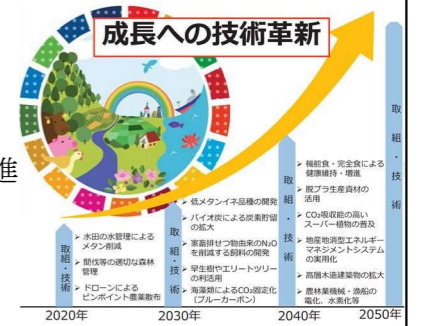 成長への技術革新
進
取組・技術
➢ 水田の水管理による
メタン削減
➢ 間伐等の適切な森林
管理
➢ ドローンによる
ピンポイント農薬散布
2020年
取組・技術
➢ 低メタンイネ品種の開発
➢ バイオ炭による炭素貯留
の拡大
➢ 家畜排せつ物由来のN₂O
を削減する飼料の開発
➢ 早生樹やエリートツリー
の利活用
➢ 海藻類によるCO₂固定化
(ブルーカーボン)
2030年
取組・技術
➢ 機能食・完全食による
健康維持・増進
➢ 脱プラ生産資材の
活用
➢ CO₂吸収能の高い
スーパー植物の普及
➢ 地産地消型エネルギー
マネジメントシステム
の実用化
➢ 高層木造建築物の拡大
➢ 農林業機械・漁船の
電化、水素化等
2040年
取組・技術
2050年